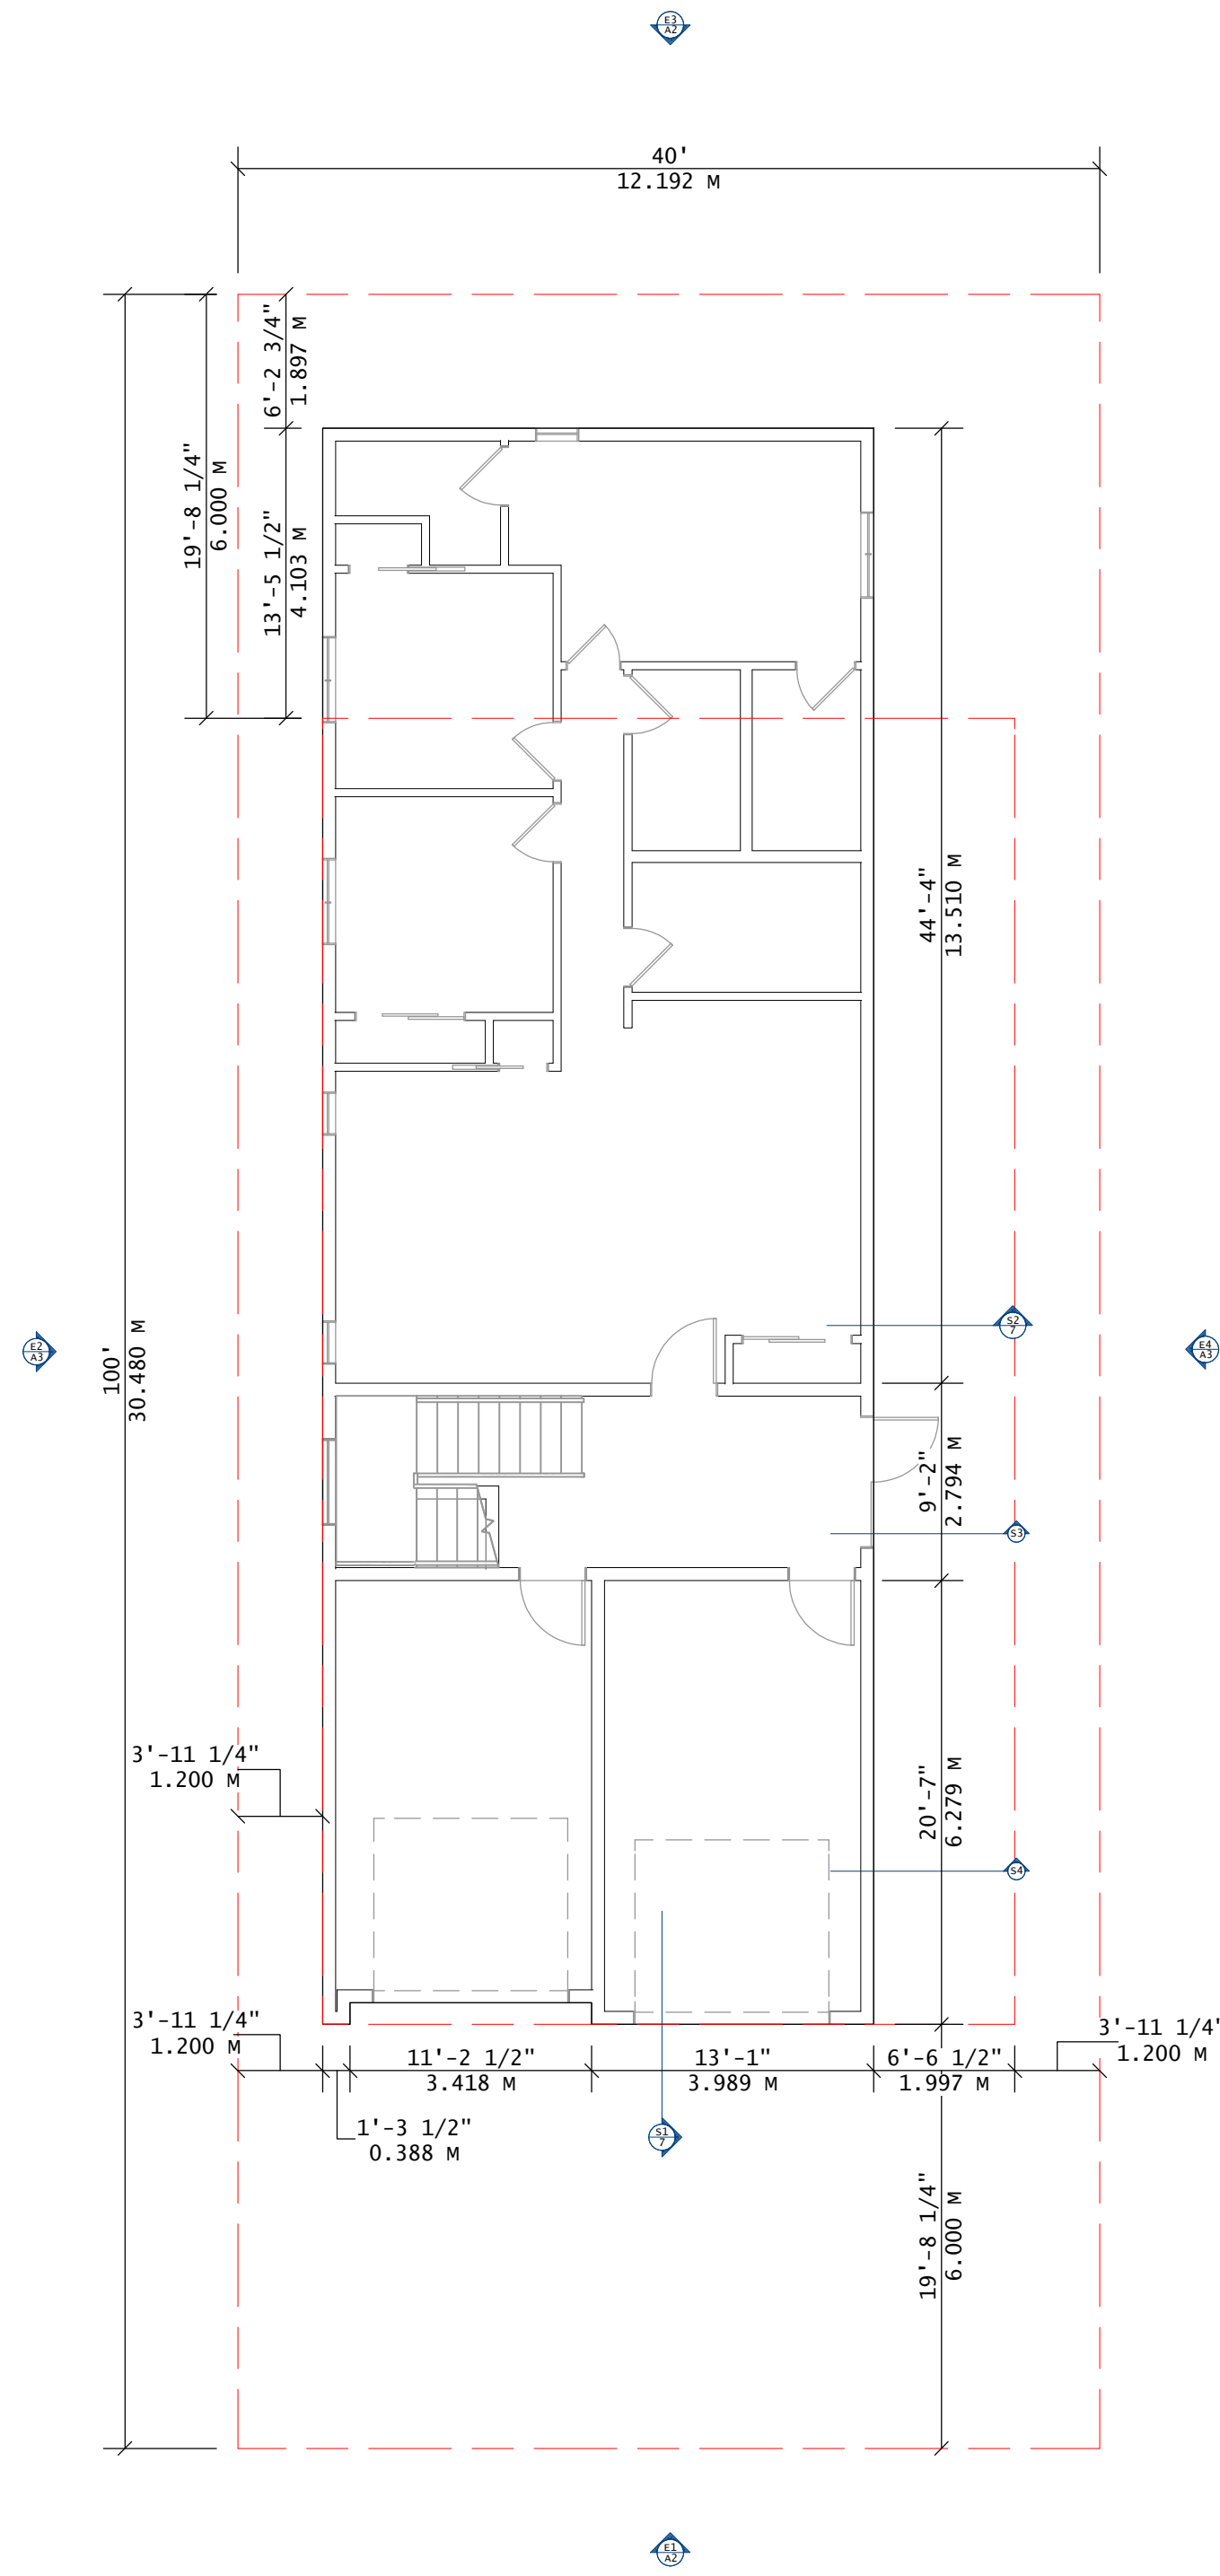 E3
A2
40'
12.192 M
6'-2 3/4"
1.897 M
19'-8 1/4"
6.000 M
13'-5 1/2"
4.103 M
44'-4"
13.510 M
100'
30.480 M
E2
A3
S2
7
E4
A3
9'-2"
2.794 M
S3
3'-11 1/4"
1.200 M
20'-7"
6.279 M
S4
3'-11 1/4"
1.200 M
11'-2 1/2"
3.418 M
13'-1"
3.989 M
6'-6 1/2"
1.997 M
3'-11 1/4'
1.200 M
1'-3 1/2"
0.388 M
S1
7
19'-8 1/4"
6.000 M
E1
A2